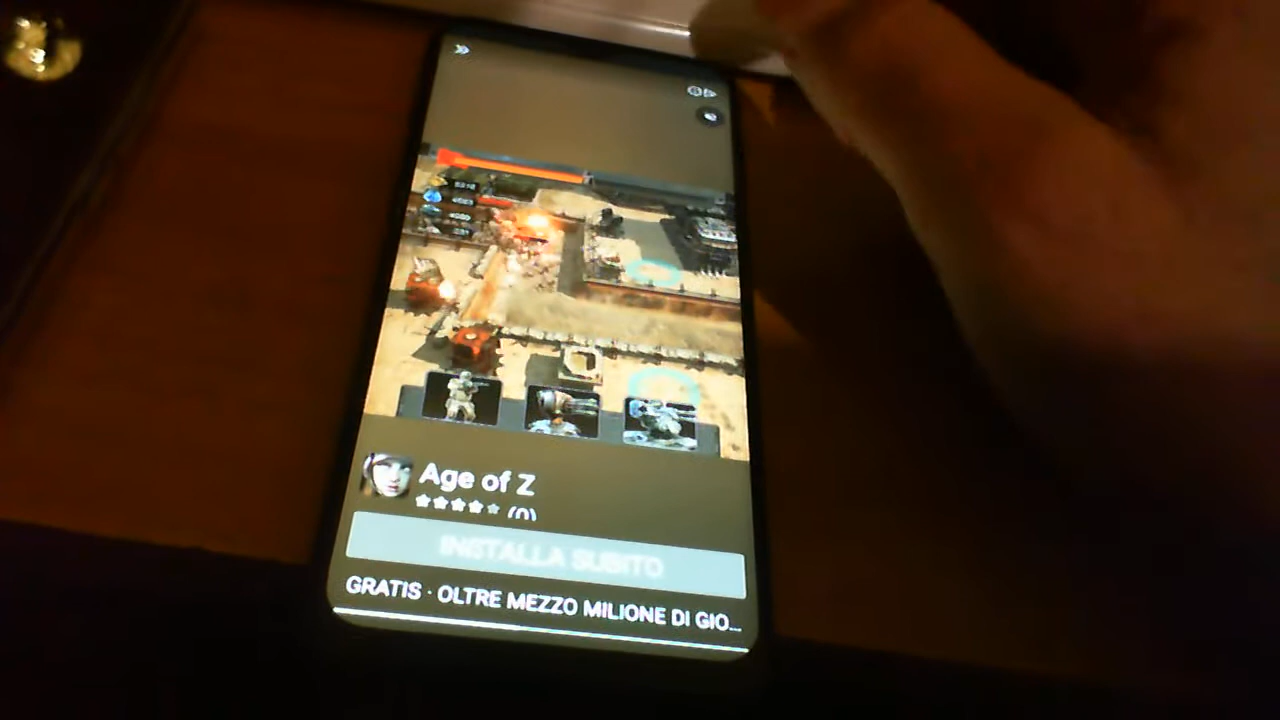 Age of Z
(0)
INSTALLA SUBITO
GRATIS · OLTRE MEZZO MILIONE DI GIO...